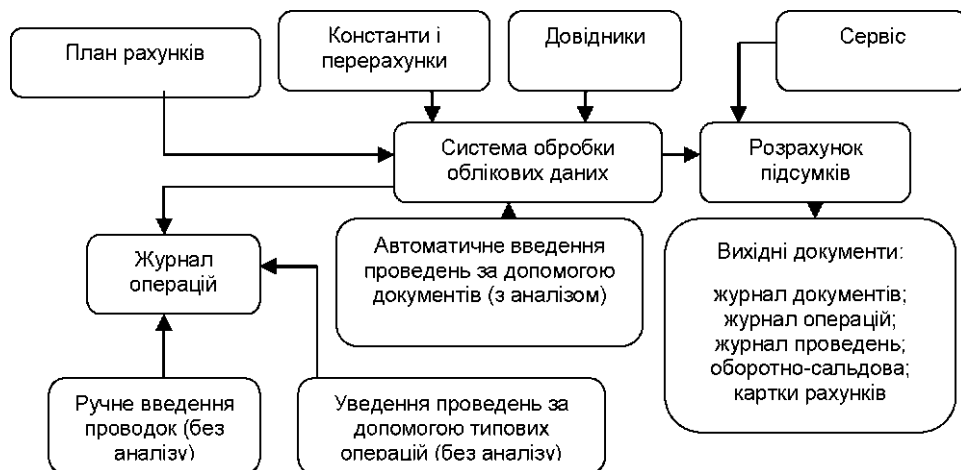 План рахунків
Константи і
перерахунки
Довідники
Сервіс
Система обробки
облікових даних
Розрахунок
підсумків
Журнал
операцій
Автоматичне введення
проведень за допомогою
документів (з аналізом)
Вихідні документи:
журнал документів;
журнал операцій;
журнал проведень;
оборотно-сальдова;
картки рахунків
Ручне введення
проводок (без
аналізу)
Уведення проведень за
допомогою типових
операцій (без аналізу)